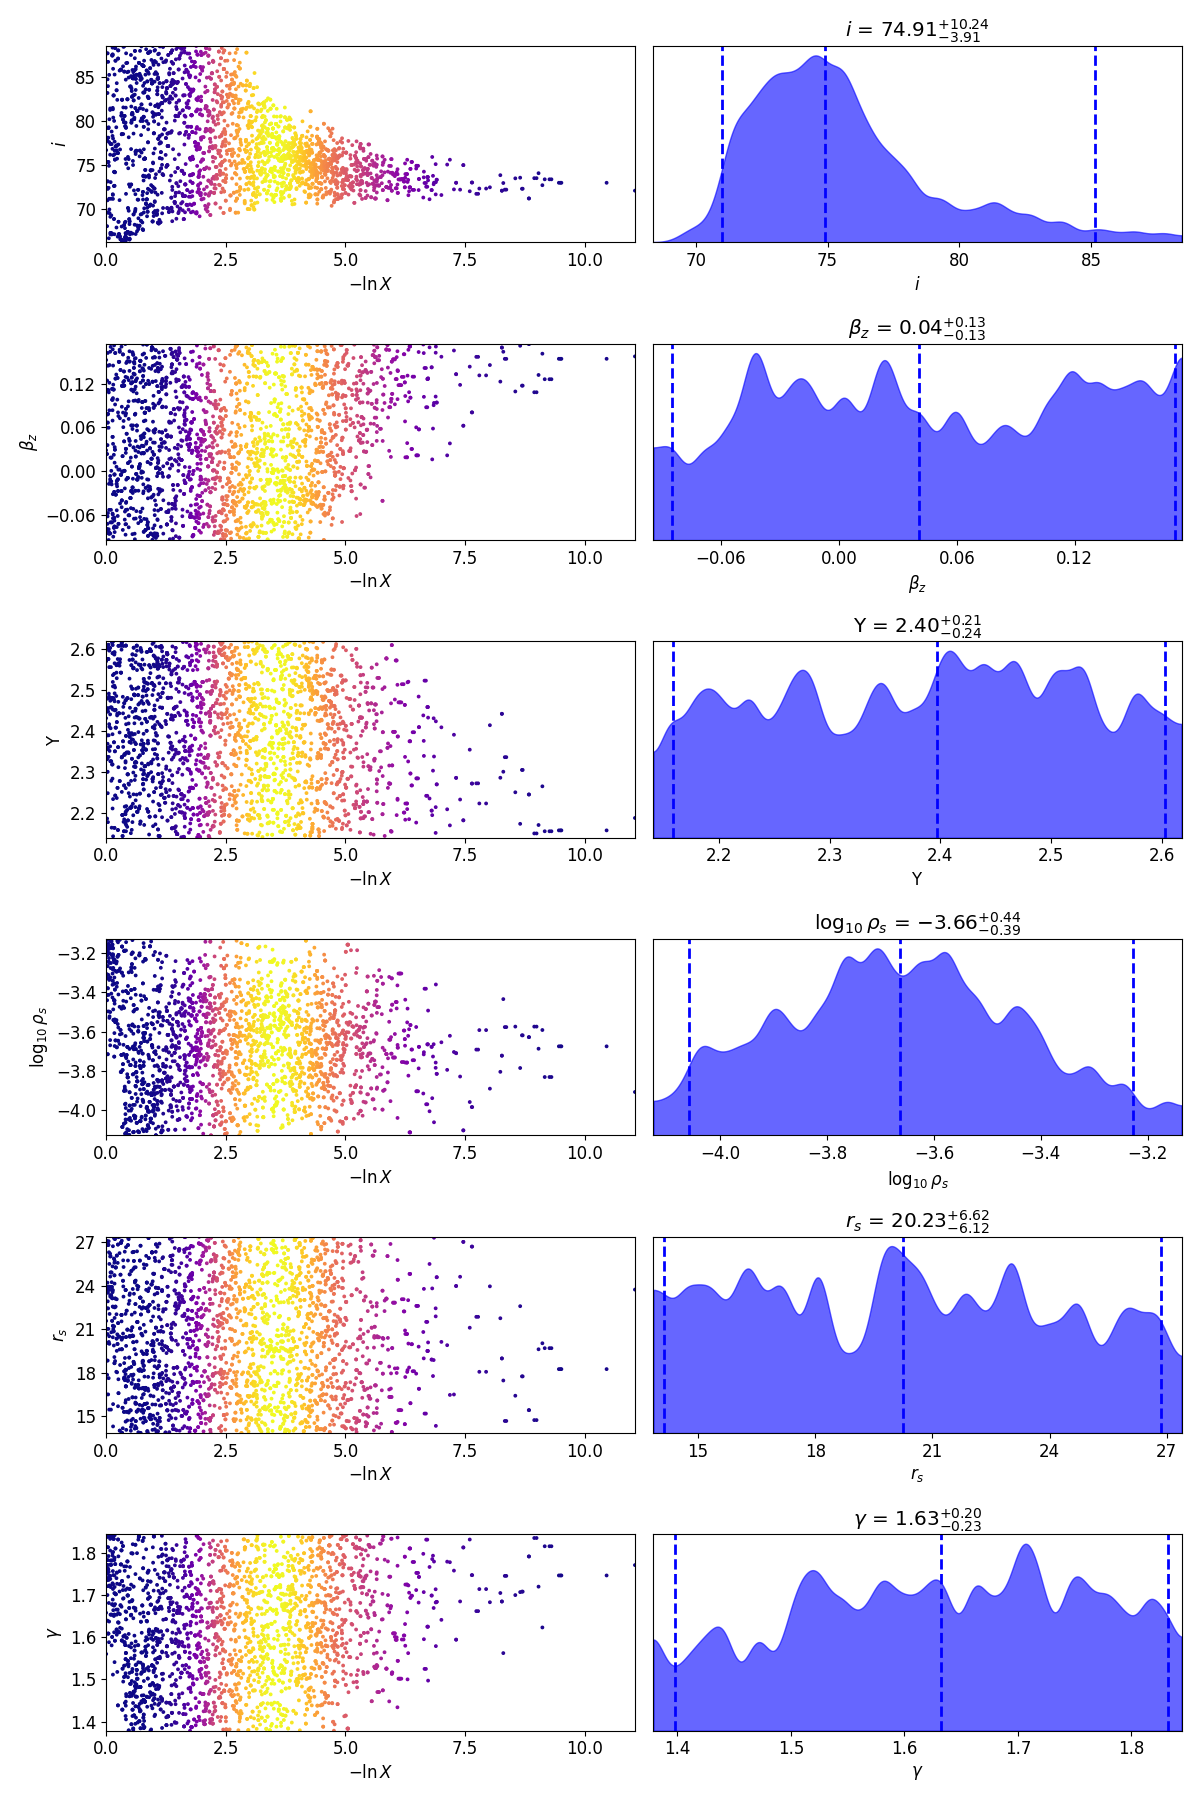 i = 74.91^{+10.24}_{-3.91}
85
80
75
70
i
0.0 2.5 5.0 7.5 10.0
70 75 80 85
−ln X
i
β_z = 0.04^{+0.13}_{-0.13}
0.12
0.06
0.00
−0.06
β_z
0.0 2.5 5.0 7.5 10.0
−0.06 0.00 0.06 0.12
−ln X
β_z
Y = 2.40^{+0.21}_{-0.24}
2.6
2.5
2.4
2.3
2.2
Y
0.0 2.5 5.0 7.5 10.0
2.2 2.3 2.4 2.5 2.6
−ln X
Y
log₁₀ ρ_s = −3.66^{+0.44}_{-0.39}
−3.2
−3.4
−3.6
−3.8
−4.0
log₁₀ ρ_s
0.0 2.5 5.0 7.5 10.0
−4.0 −3.8 −3.6 −3.4 −3.2
−ln X
log₁₀ ρ_s
r_s = 20.23^{+6.62}_{-6.12}
27
24
21
18
15
r_s
0.0 2.5 5.0 7.5 10.0
15 18 21 24 27
−ln X
r_s
γ = 1.63^{+0.20}_{-0.23}
1.8
1.7
1.6
1.5
1.4
γ
0.0 2.5 5.0 7.5 10.0
1.4 1.5 1.6 1.7 1.8
−ln X
γ